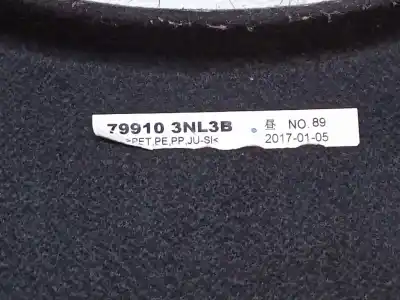 79910 3NL3B 昼 NO. 89
>PET,PE,PP,JU-SI< 2017-01-05